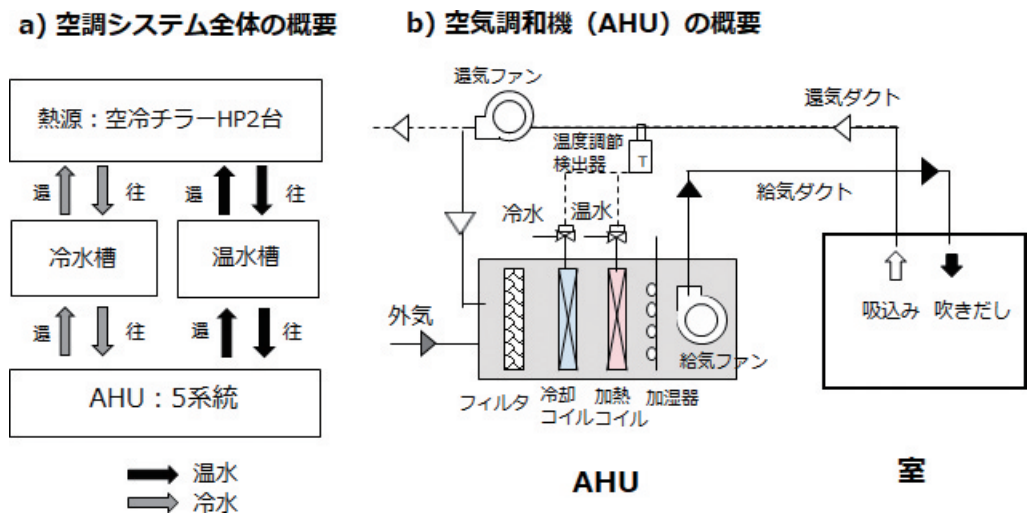 a) 空調システム全体の概要
熱源：空冷チラーHP2台
還
往
還
往
冷水槽
温水槽
還
往
還
往
AHU：5系統
温水
冷水
b) 空気調和機（AHU）の概要
還気ファン
還気ダクト
温度調節
検出器
T
給気ダクト
冷水
温水
外気
吸込み
吹きだし
給気ファン
フィルタ
冷却
コイル
加熱
コイル
加湿器
AHU
室